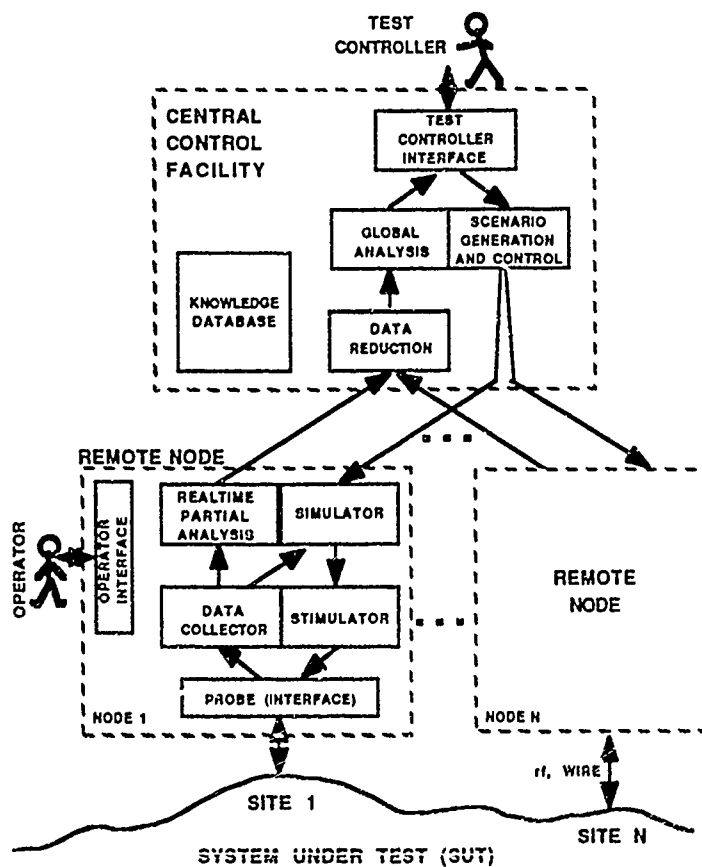 TEST
CONTROLLER
CENTRAL
CONTROL
FACILITY
TEST
CONTROLLER
INTERFACE
GLOBAL
ANALYSIS
SCENARIO
GENERATION
AND CONTROL
KNOWLEDGE
DATABASE
DATA
REDUCTION
REMOTE NODE
OPERATOR
OPERATOR
INTERFACE
REALTIME
PARTIAL
ANALYSIS
SIMULATOR
DATA
COLLECTOR
STIMULATOR
PROBE (INTERFACE)
NODE 1
REMOTE
NODE
NODE N
rf, WIRE
SITE 1
SITE N
SYSTEM UNDER TEST (SUT)